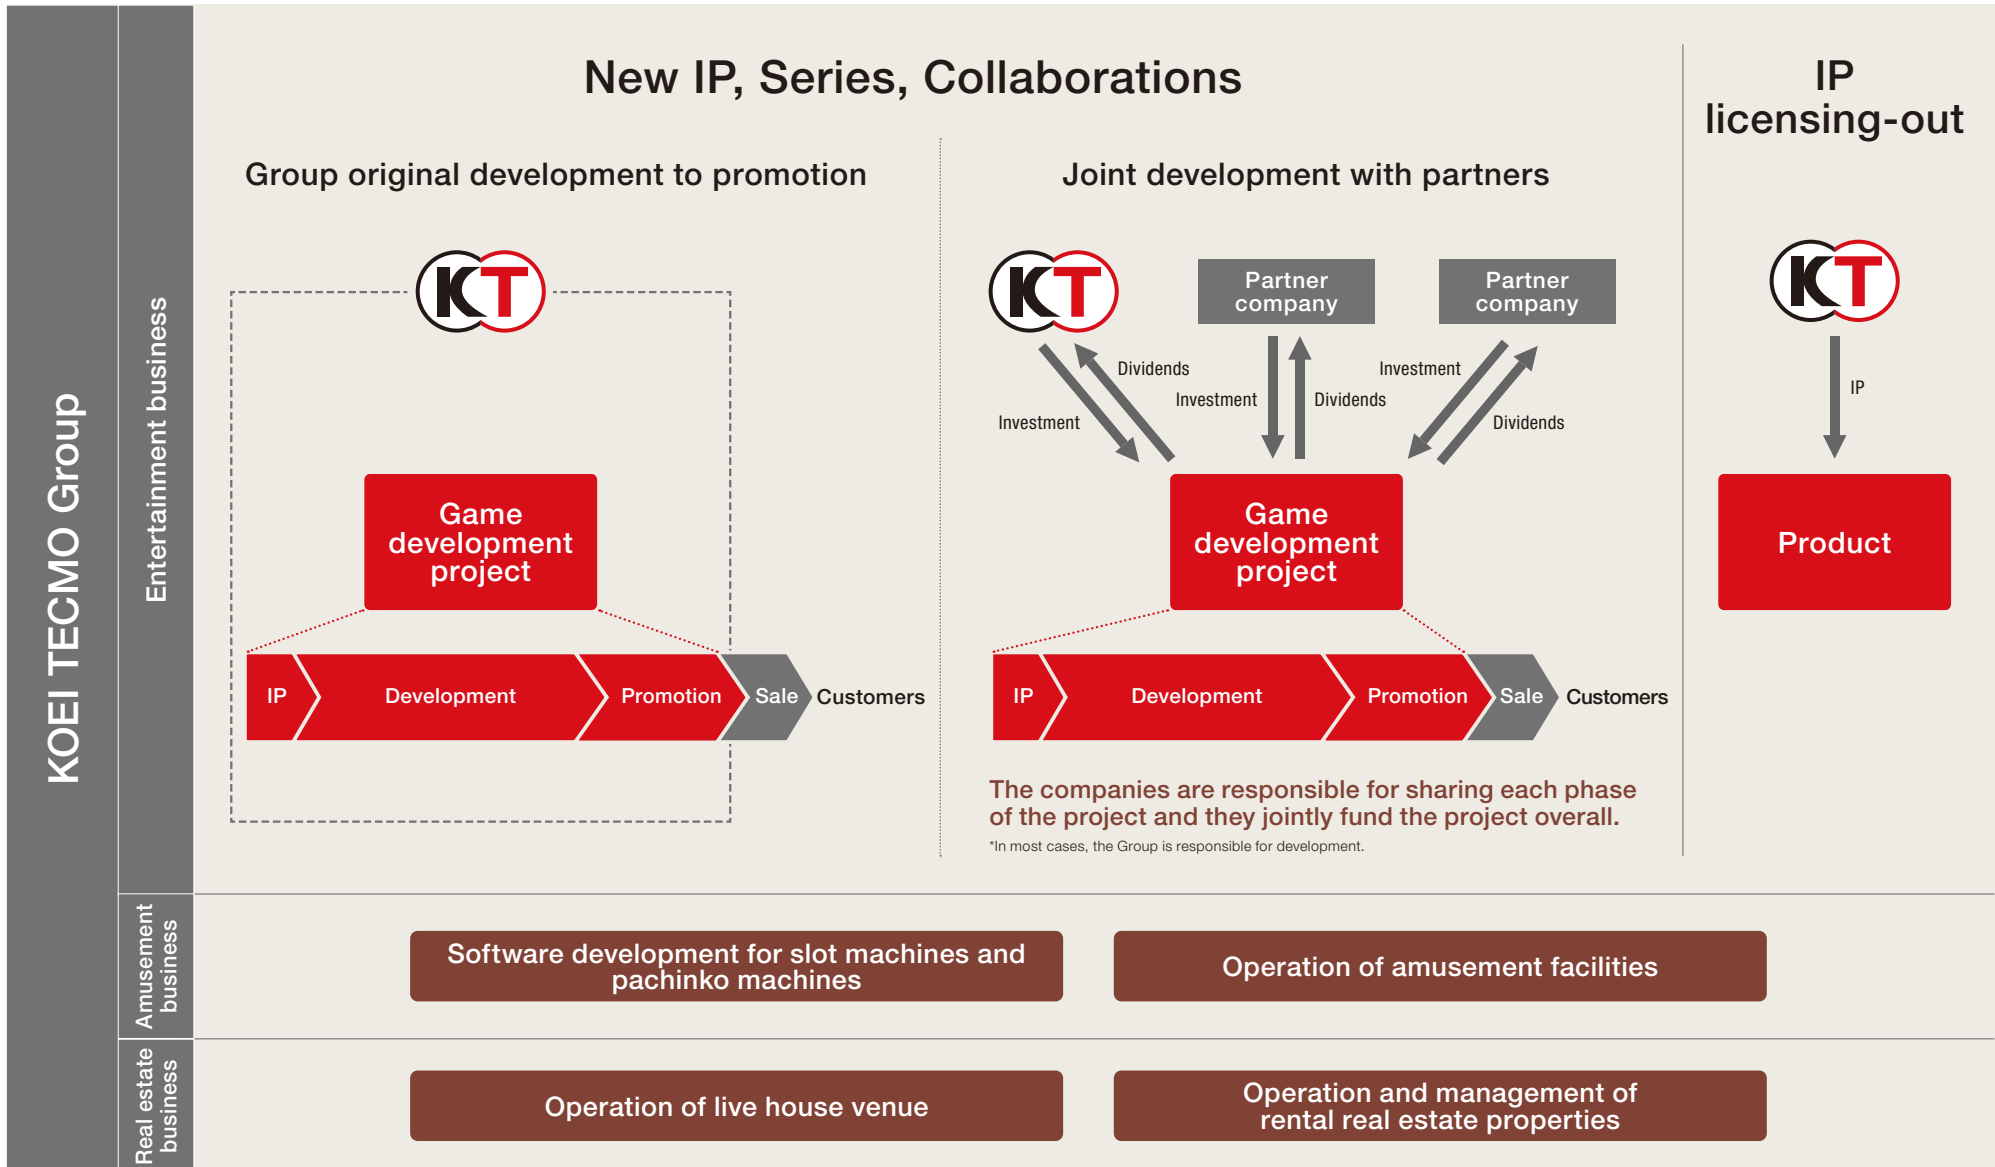 KOEI TECMO Group
Entertainment business
New IP, Series, Collaborations
Group original development to promotion
KT
Game
development
project
IP
Development
Promotion
Sale
Customers
Joint development with partners
KT
Partner
company
Partner
company
Investment
Dividends
Investment
Dividends
Investment
Dividends
Game
development
project
IP
Development
Promotion
Sale
Customers
The companies are responsible for sharing each phase
of the project and they jointly fund the project overall.
*In most cases, the Group is responsible for development.
IP
licensing-out
KT
IP
Product
Amusement
business
Software development for slot machines and
pachinko machines
Operation of amusement facilities
Real estate
business
Operation of live house venue
Operation and management of
rental real estate properties